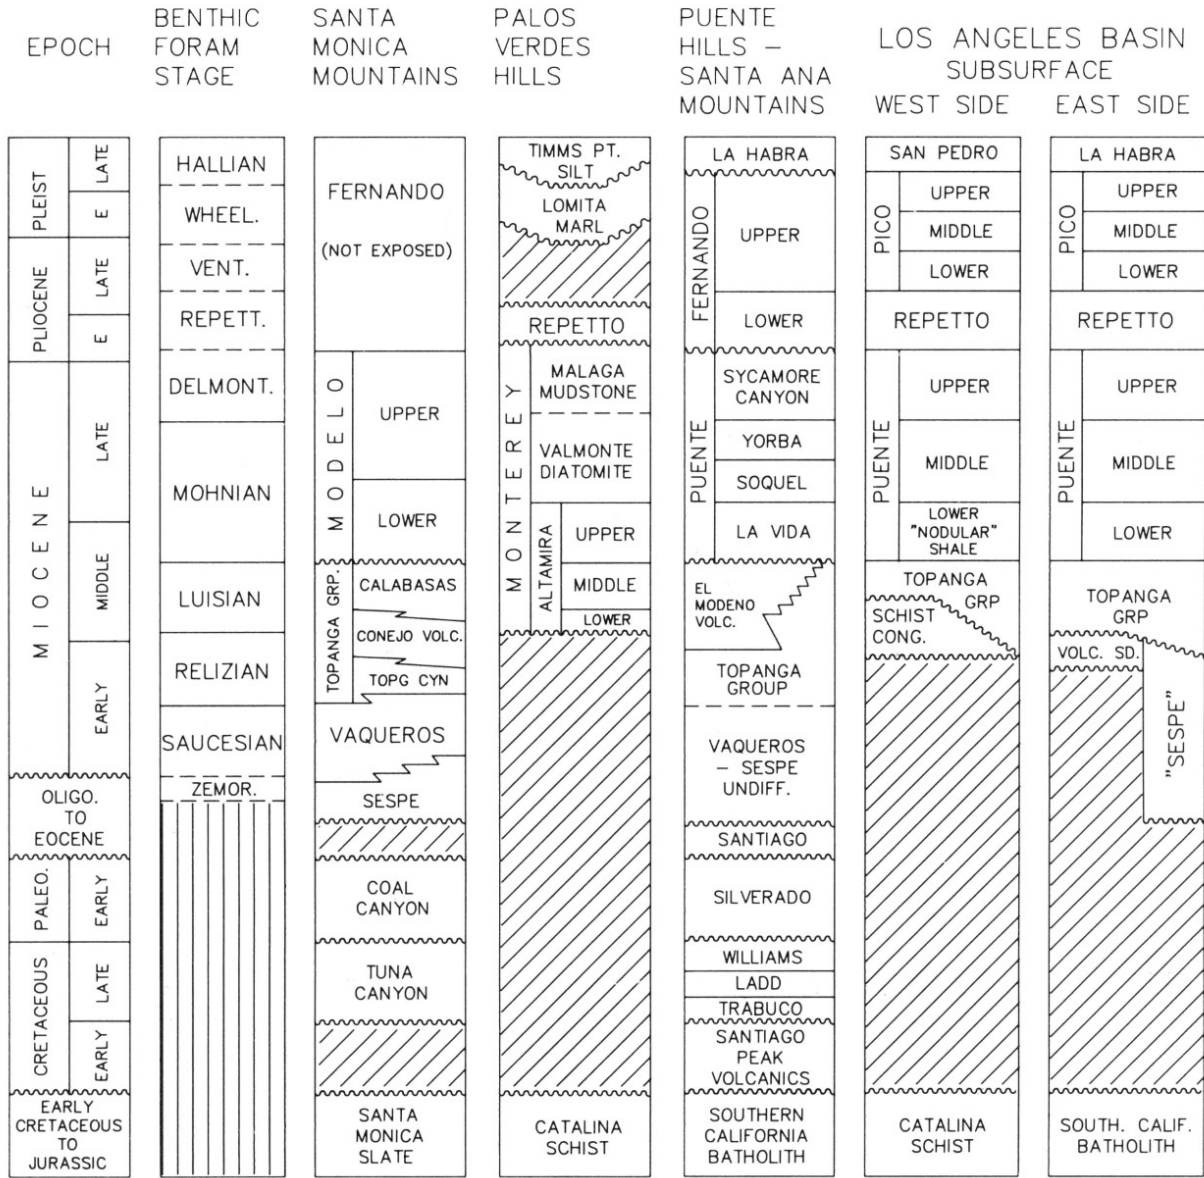 EPOCH
BENTHIC
FORAM
STAGE
SANTA
MONICA
MOUNTAINS
PALOS
VERDES
HILLS
PUENTE
HILLS –
SANTA ANA
MOUNTAINS
LOS ANGELES BASIN
SUBSURFACE
WEST SIDE
EAST SIDE
PLEIST
LATE
E
PLIOCENE
LATE
E
MIOCENE
LATE
MIDDLE
EARLY
OLIGO.
TO
EOCENE
PALEO.
EARLY
CRETACEOUS
LATE
EARLY
EARLY
CRETACEOUS
TO
JURASSIC
HALLIAN
WHEEL.
VENT.
REPETT.
DELMONT.
MOHNIAN
LUISIAN
RELIZIAN
SAUCESIAN
ZEMOR.
FERNANDO
(NOT EXPOSED)
MODELO
UPPER
LOWER
TOPANGA GRP.
CALABASAS
CONEJO VOLC.
TOPG CYN
VAQUEROS
SESPE
COAL
CANYON
TUNA
CANYON
SANTA
MONICA
SLATE
TIMMS PT.
SILT
LOMITA
MARL
REPETTO
MONTEREY
MALAGA
MUDSTONE
VALMONTE
DIATOMITE
ALTAMIRA
UPPER
MIDDLE
LOWER
CATALINA
SCHIST
LA HABRA
FERNANDO
UPPER
LOWER
PUENTE
SYCAMORE
CANYON
YORBA
SOQUEL
LA VIDA
EL
MODENO
VOLC.
TOPANGA
GROUP
VAQUEROS
– SESPE
UNDIFF.
SANTIAGO
SILVERADO
WILLIAMS
LADD
TRABUCO
SANTIAGO
PEAK
VOLCANICS
SOUTHERN
CALIFORNIA
BATHOLITH
SAN PEDRO
PICO
UPPER
MIDDLE
LOWER
REPETTO
PUENTE
UPPER
MIDDLE
LOWER
"NODULAR"
SHALE
TOPANGA
GRP
SCHIST
CONG.
CATALINA
SCHIST
LA HABRA
PICO
UPPER
MIDDLE
LOWER
REPETTO
PUENTE
UPPER
MIDDLE
LOWER
TOPANGA
GRP
VOLC. SD.
"SESPE"
SOUTH. CALIF.
BATHOLITH